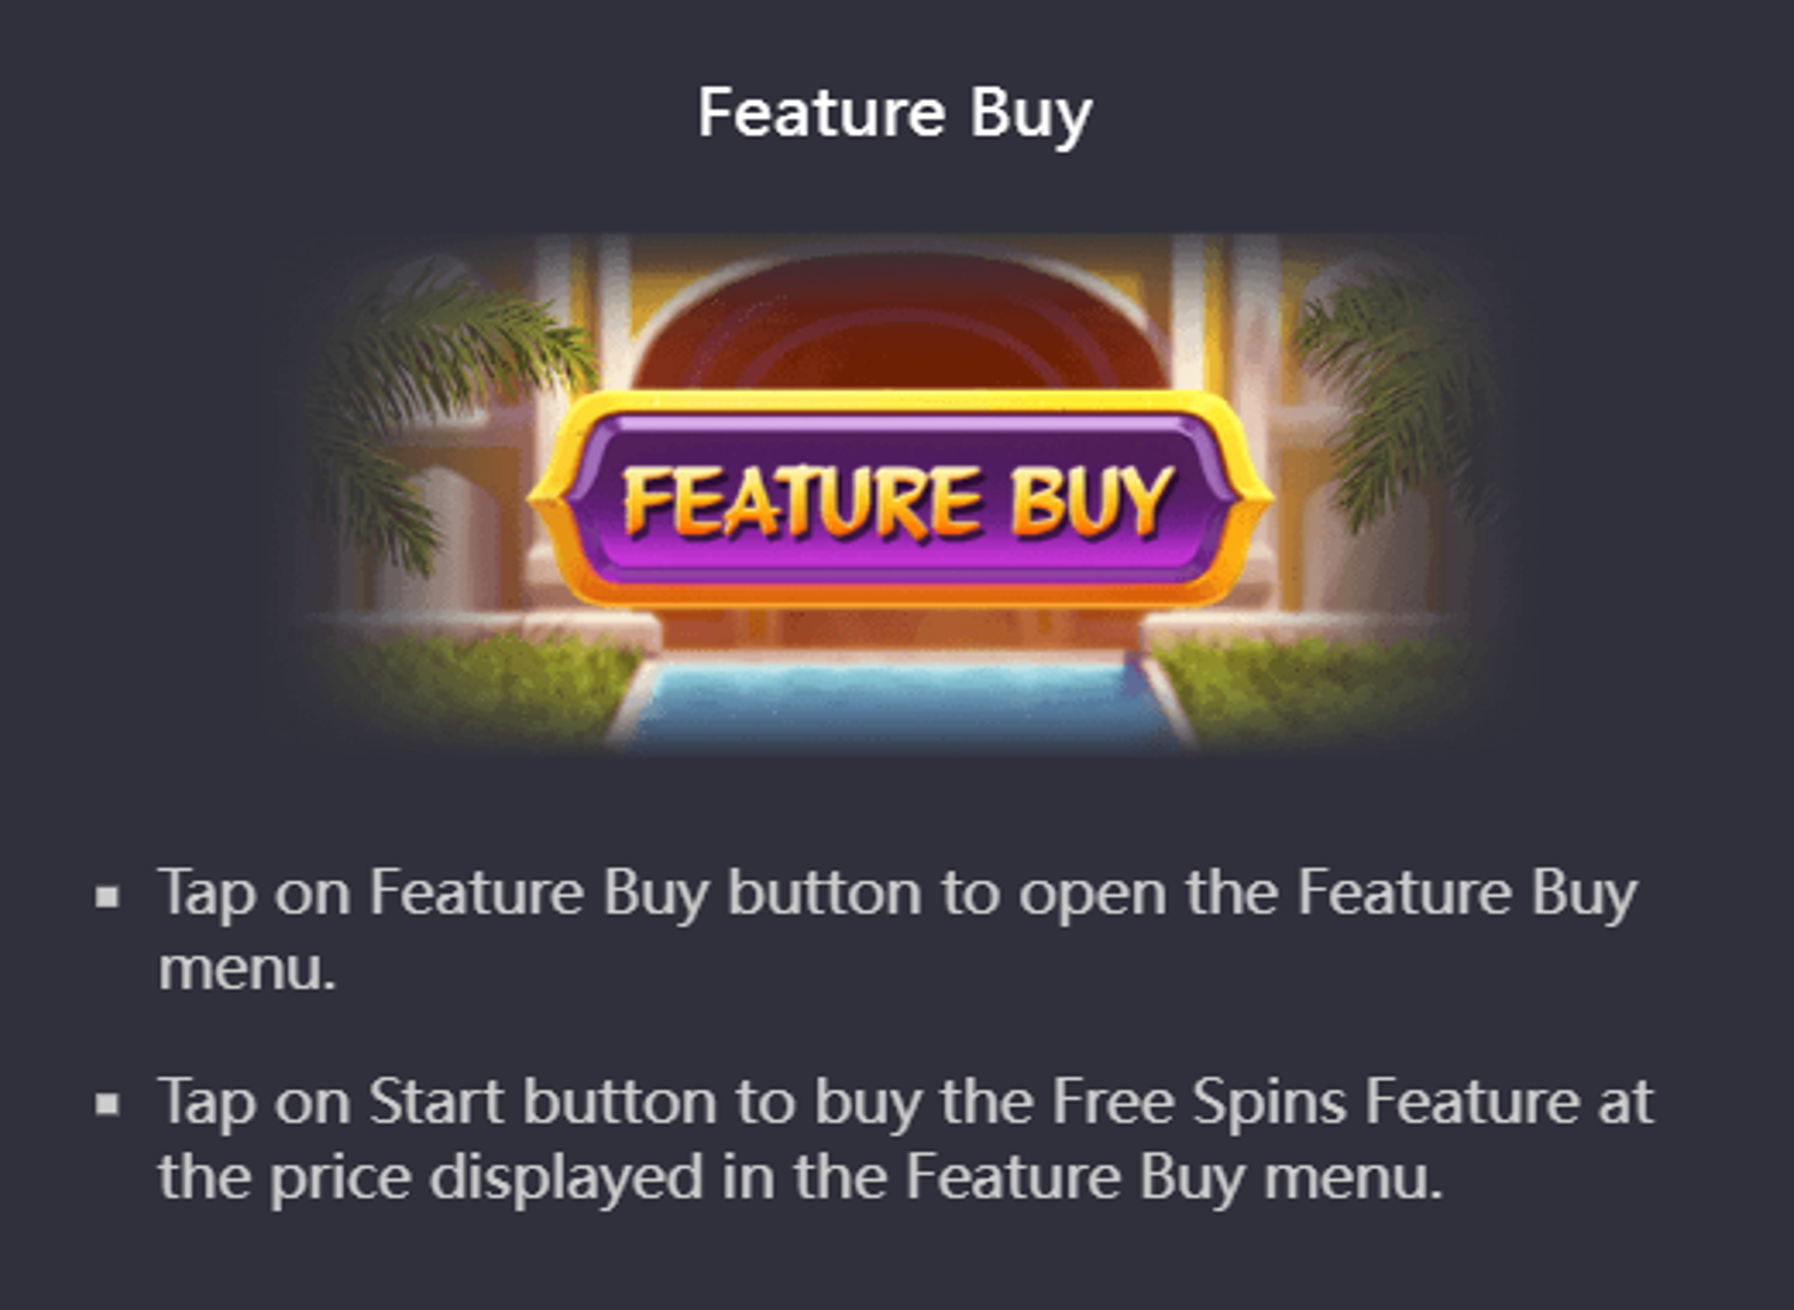 Feature Buy
FEATURE BUY
Tap on Feature Buy button to open the Feature Buy
menu.
Tap on Start button to buy the Free Spins Feature at
the price displayed in the Feature Buy menu.